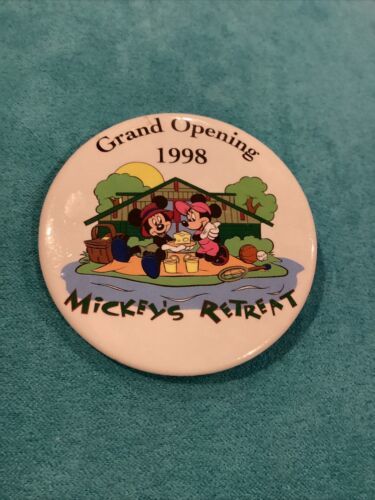 Grand Opening
1998
MICKEY'S RETREAT